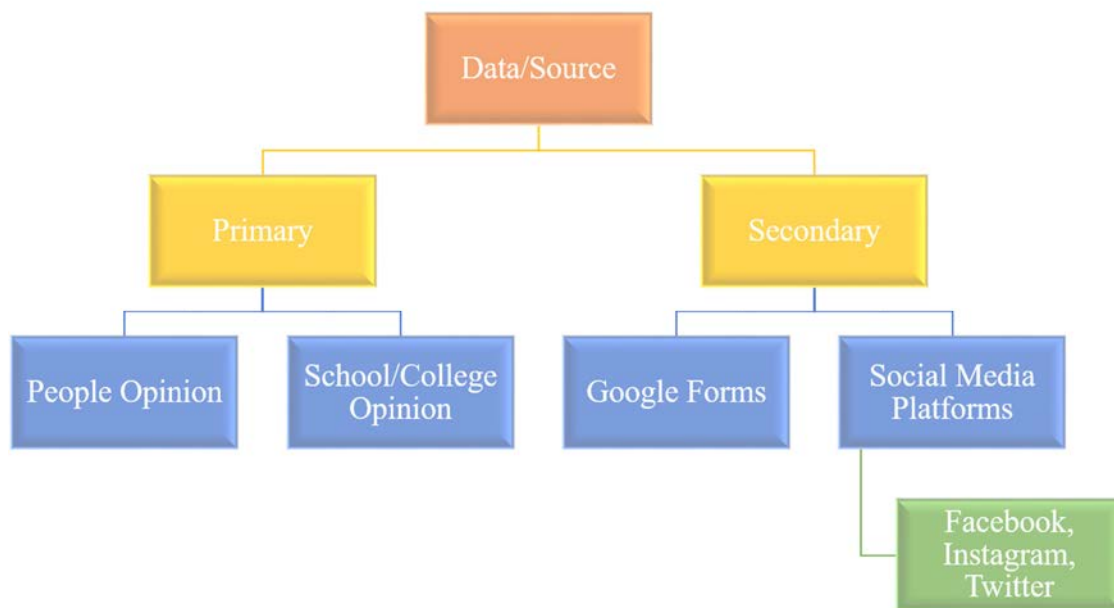 Data/Source
Primary
Secondary
People Opinion
School/College
Opinion
Google Forms
Social Media
Platforms
Facebook,
Instagram,
Twitter